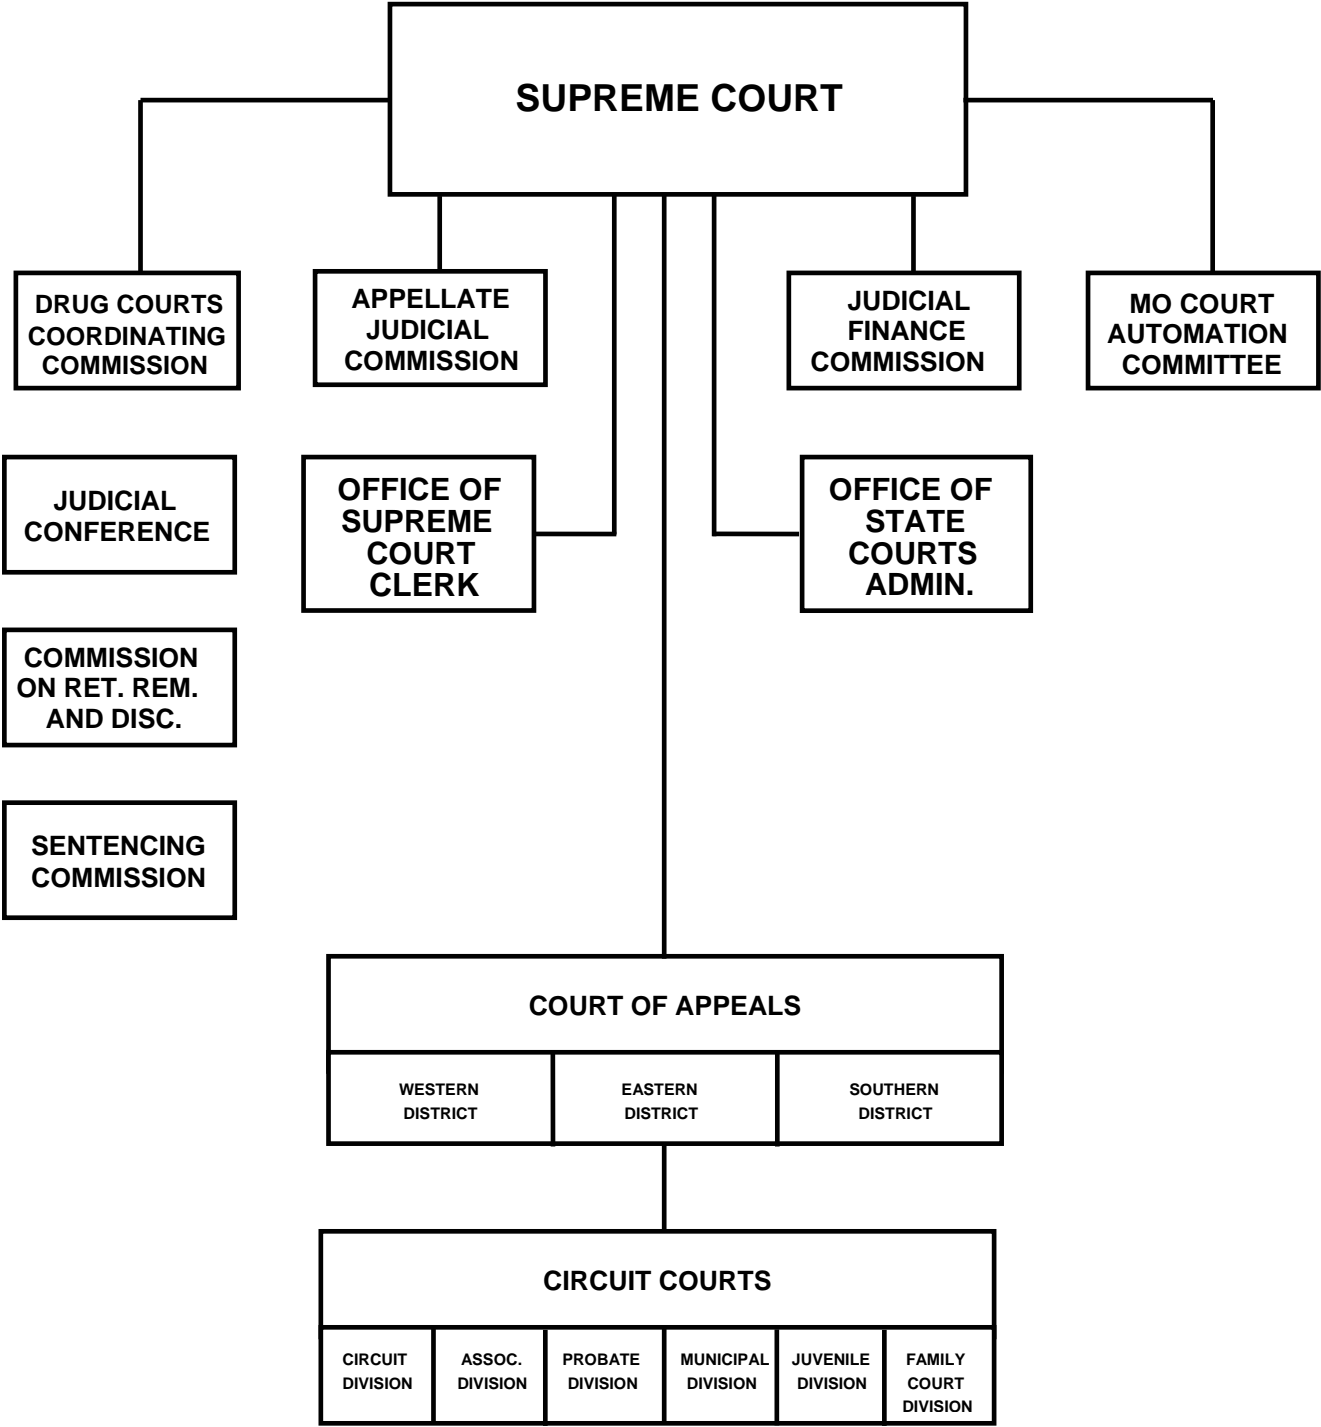 SUPREME COURT
DRUG COURTS
COORDINATING
COMMISSION
APPELLATE
JUDICIAL
COMMISSION
JUDICIAL
FINANCE
COMMISSION
MO COURT
AUTOMATION
COMMITTEE
JUDICIAL
CONFERENCE
OFFICE OF
SUPREME
COURT
CLERK
OFFICE OF
STATE
COURTS
ADMIN.
COMMISSION
ON RET. REM.
AND DISC.
SENTENCING
COMMISSION
COURT OF APPEALS
WESTERN
DISTRICT
EASTERN
DISTRICT
SOUTHERN
DISTRICT
CIRCUIT COURTS
CIRCUIT
DIVISION
ASSOC.
DIVISION
PROBATE
DIVISION
MUNICIPAL
DIVISION
JUVENILE
DIVISION
FAMILY
COURT
DIVISION